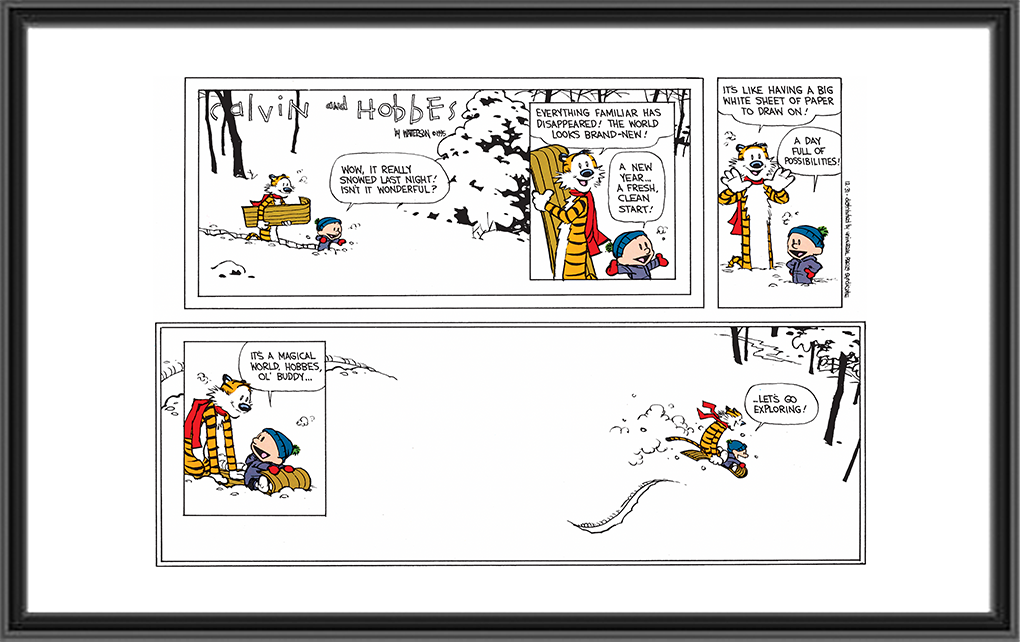 Calvin and HobbEs
by WATTERSON ©1995
WOW, IT REALLY
SNOWED LAST NIGHT!
ISN'T IT WONDERFUL?
EVERYTHING FAMILIAR HAS
DISAPPEARED! THE WORLD
LOOKS BRAND-NEW!
A NEW
YEAR...
A FRESH,
CLEAN
START!
IT'S LIKE HAVING A BIG
WHITE SHEET OF PAPER
TO DRAW ON!
A DAY
FULL OF
POSSIBILITIES!
IT'S A MAGICAL
WORLD, HOBBES,
OL' BUDDY...
...LET'S GO
EXPLORING!